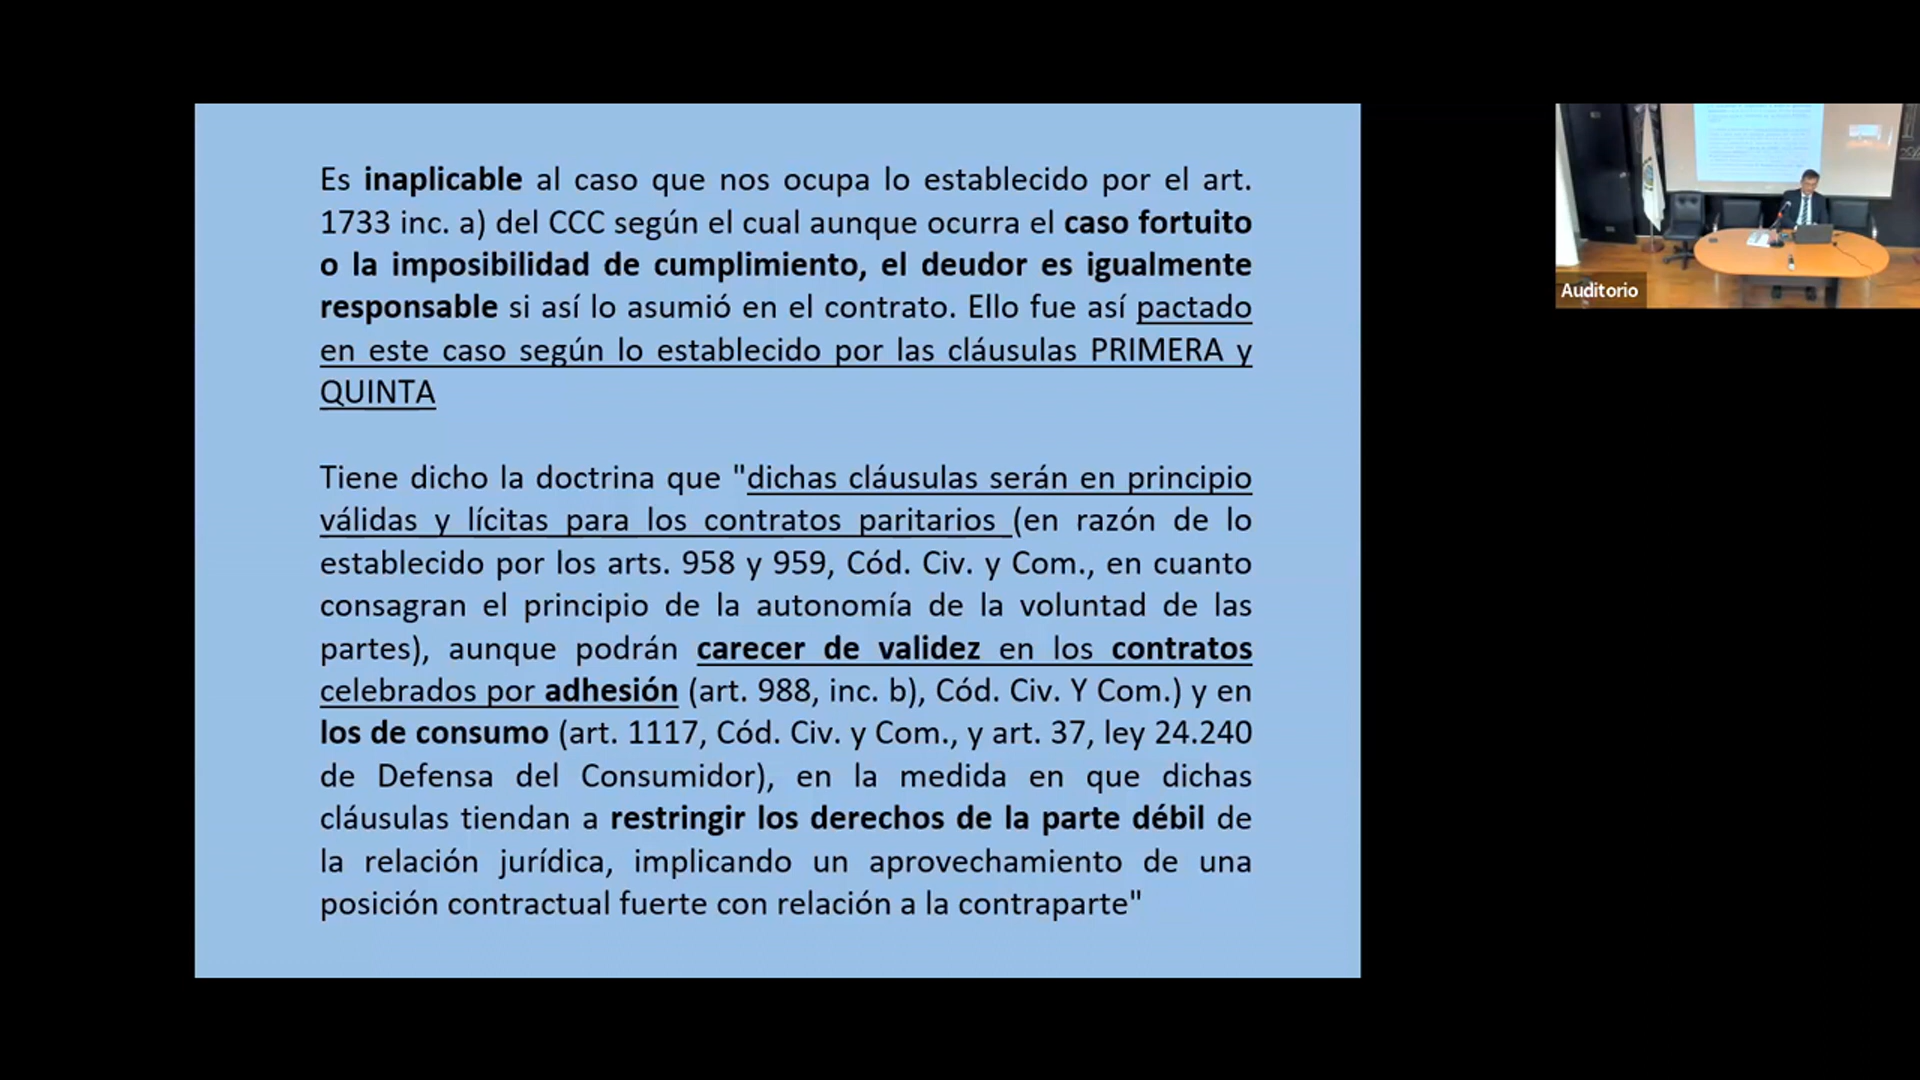 Es inaplicable al caso que nos ocupa lo establecido por el art.
1733 inc. a) del CCC según el cual aunque ocurra el caso fortuito
o la imposibilidad de cumplimiento, el deudor es igualmente
responsable si así lo asumió en el contrato. Ello fue así pactado
en este caso según lo establecido por las cláusulas PRIMERA y
QUINTA
Tiene dicho la doctrina que "dichas cláusulas serán en principio
válidas y lícitas para los contratos paritarios (en razón de lo
establecido por los arts. 958 y 959, Cód. Civ. y Com., en cuanto
consagran el principio de la autonomía de la voluntad de las
partes), aunque podrán carecer de validez en los contratos
celebrados por adhesión (art. 988, inc. b), Cód. Civ. Y Com.) y en
los de consumo (art. 1117, Cód. Civ. y Com., y art. 37, ley 24.240
de Defensa del Consumidor), en la medida en que dichas
cláusulas tiendan a restringir los derechos de la parte débil de
la relación jurídica, implicando un aprovechamiento de una
posición contractual fuerte con relación a la contraparte"
Auditorio